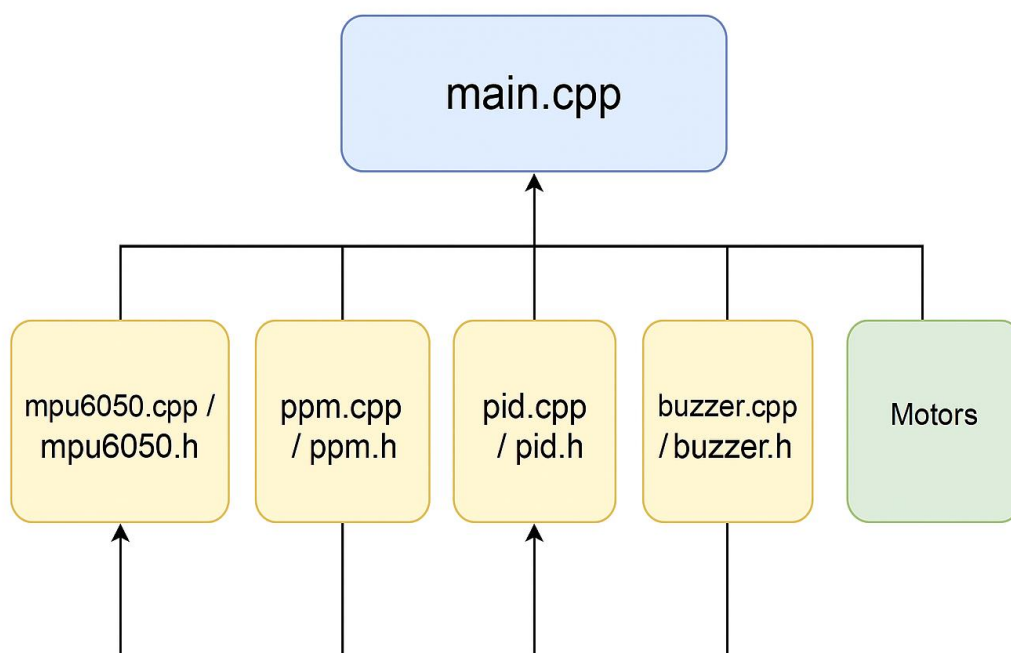 main.cpp
mpu6050.cpp /
mpu6050.h
ppm.cpp
/ ppm.h
pid.cpp
/ pid.h
buzzer.cpp
/ buzzer.h
Motors